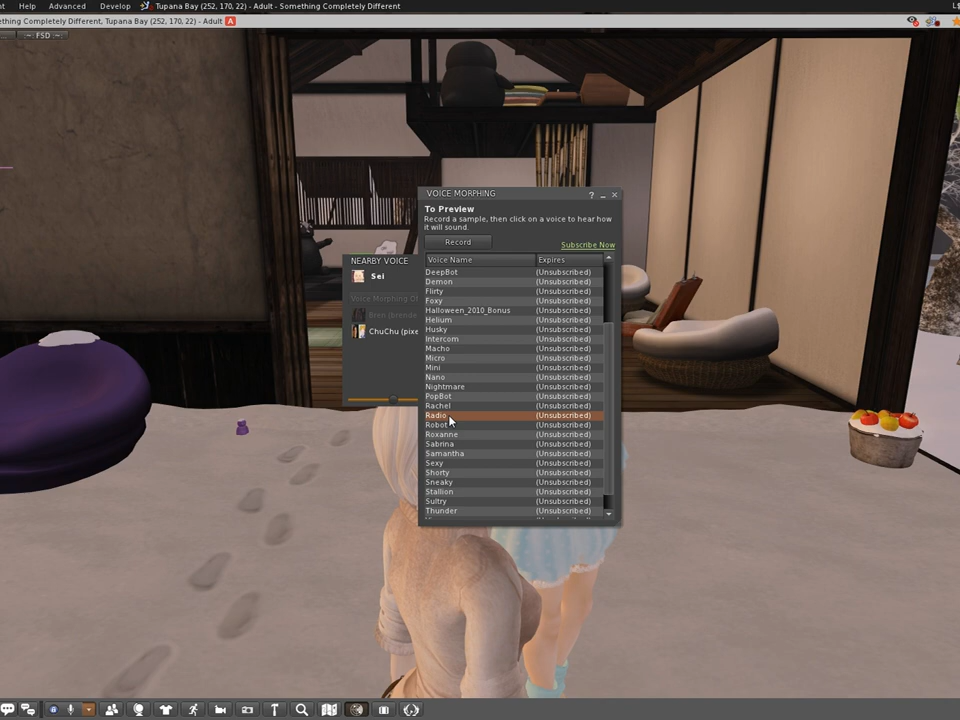 Help Advanced Develop Tupana Bay (252, 170, 22) - Adult - Something Completely Different
Completely Different, Tupana Bay (252, 170, 22) - Adult A
.:~: FSD :~:.
VOICE MORPHING ? _ ×
To Preview
Record a sample, then click on a voice to hear how
it will sound.
Record
Subscribe Now
NEARBY VOICE
Sei
Voice Morphing
ChuChu (pixe
Voice Name Expires
DeepBot (Unsubscribed)
Demon (Unsubscribed)
Flirty (Unsubscribed)
Foxy (Unsubscribed)
Halloween_2010_Bonus (Unsubscribed)
Helium (Unsubscribed)
Husky (Unsubscribed)
Intercom (Unsubscribed)
Macho (Unsubscribed)
Micro (Unsubscribed)
Mini (Unsubscribed)
Nano (Unsubscribed)
Nightmare (Unsubscribed)
PopBot (Unsubscribed)
Rachel (Unsubscribed)
Radio (Unsubscribed)
Robot (Unsubscribed)
Roxanne (Unsubscribed)
Sabrina (Unsubscribed)
Samantha (Unsubscribed)
Sexy (Unsubscribed)
Shorty (Unsubscribed)
Sneaky (Unsubscribed)
Stallion (Unsubscribed)
Sultry (Unsubscribed)
Thunder (Unsubscribed)